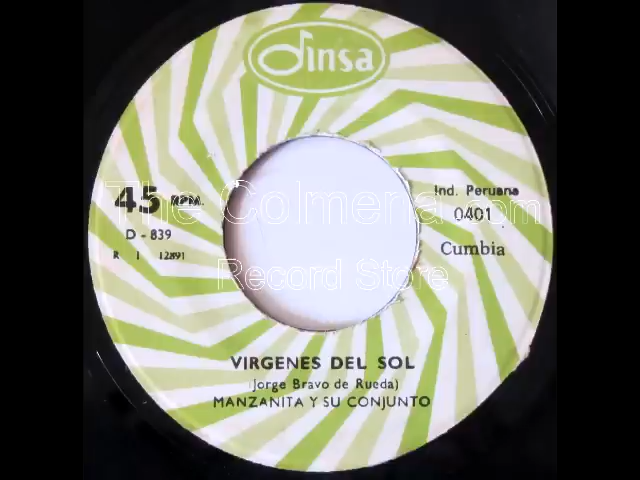 Dinsa
45 RPM.
D - 839
R I 12891
Ind. Peruana
0401
Cumbia
The Colmena.com
Record Store
VIRGENES DEL SOL
(Jorge Bravo de Rueda)
MANZANITA Y SU CONJUNTO